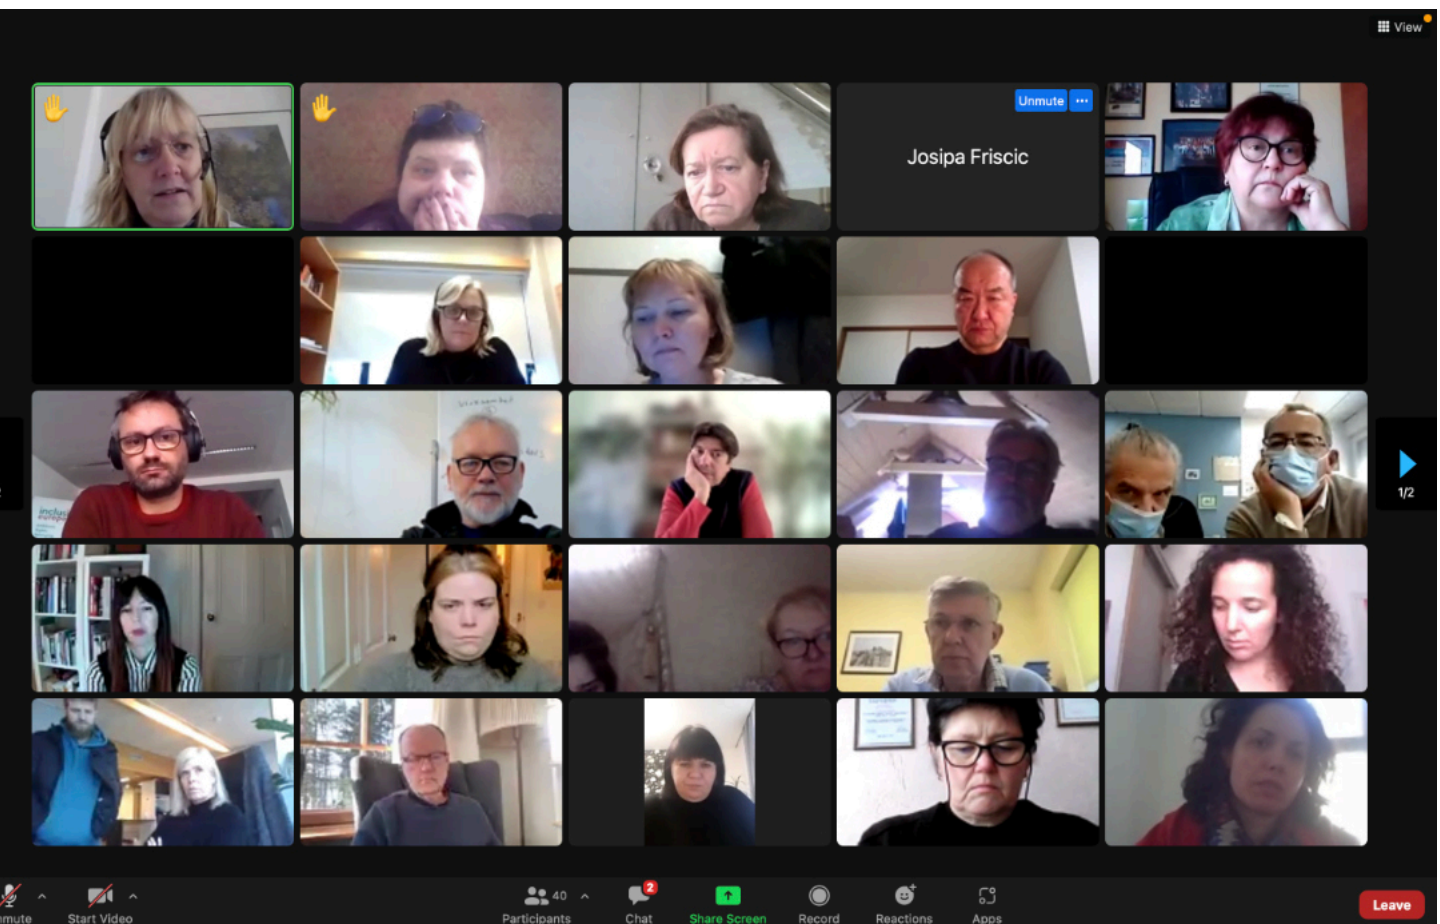 View
Unmute
Josipa Friscic
1/2
40
2
Start Video
Participants
Chat
Share Screen
Record
Reactions
Apps
Leave